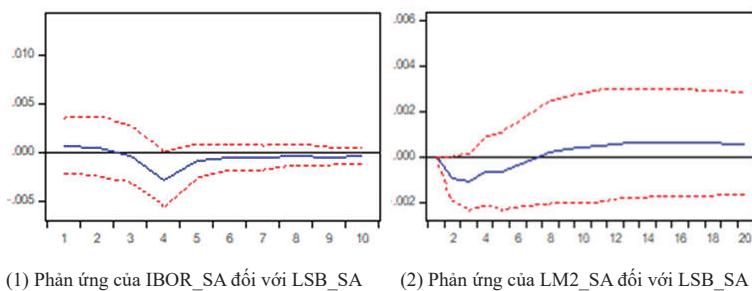 .010
.005
.000
-.005
1 2 3 4 5 6 7 8 9 10
.006
.004
.002
.000
-.002
2 4 6 8 10 12 14 16 18 20
(1) Phản ứng của IBOR_SA đối với LSB_SA
(2) Phản ứng của LM2_SA đối với LSB_SA